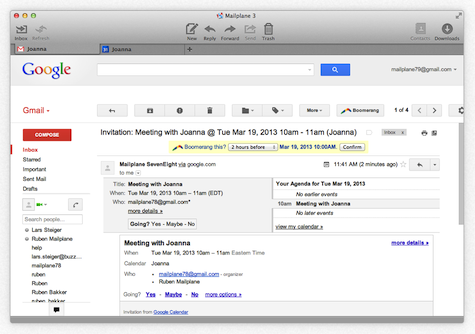 Mailplane 3
Inbox Refresh New Reply Forward Send Trash Contacts Downloads
Joanna Joanna
Google mailplane79@gmail.com
Gmail More Boomerang 1 of 4
COMPOSE
Inbox
Starred
Important
Sent Mail
Drafts
Search people...
Lars Steiger
Ruben Mailplane
help
lars.steiger@buzz...
mailplane78
ruben
Ruben
ruben bakker
Invitation: Meeting with Joanna @ Tue Mar 19, 2013 10am - 11am (Joanna) Inbox x
Boomerang this? 2 hours before Mar 19, 2013 10:00AM. Confirm
Mailplane SevenEight via google.com 11:41 AM (2 minutes ago)
to me
Title: Meeting with Joanna
When: Tue Mar 19, 2013 10am – 11am (EDT)
Who: mailplane78@gmail.com*
more details »
Going? Yes - Maybe - No
Your Agenda for Tue Mar 19, 2013
No earlier events
10am Meeting with Joanna
No later events
view my calendar »
Meeting with Joanna more details »
When Tue Mar 19, 2013 10am – 11am Eastern Time
Calendar Joanna
Who • mailplane78@gmail.com - organizer
• Ruben Mailplane
Going? Yes - Maybe - No more options »
Invitation from Google Calendar